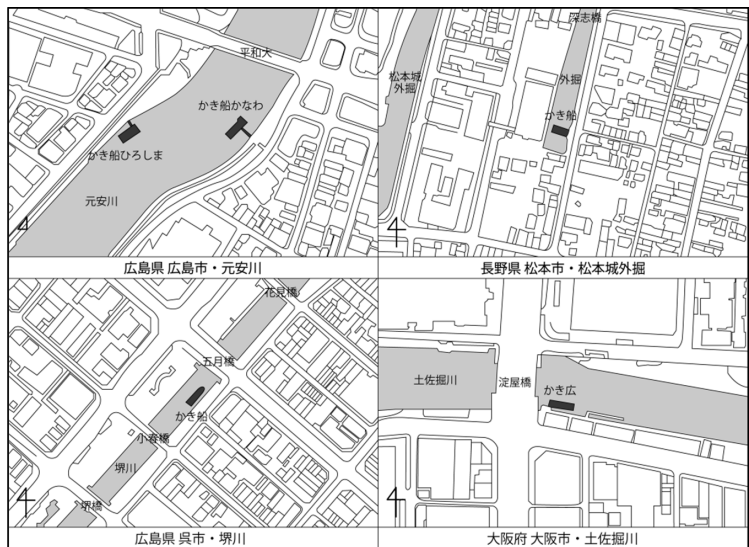 平和大
かき船かなわ
かき船ひろしま
元安川
広島県 広島市・元安川
深志橋
松本城
外堀
外掘
かき船
長野県 松本市・松本城外掘
花見橋
五月橋
かき船
小春橋
堺川
堺橋
広島県 呉市・堺川
土佐掘川
淀屋橋
かき広
大阪府 大阪市・土佐掘川